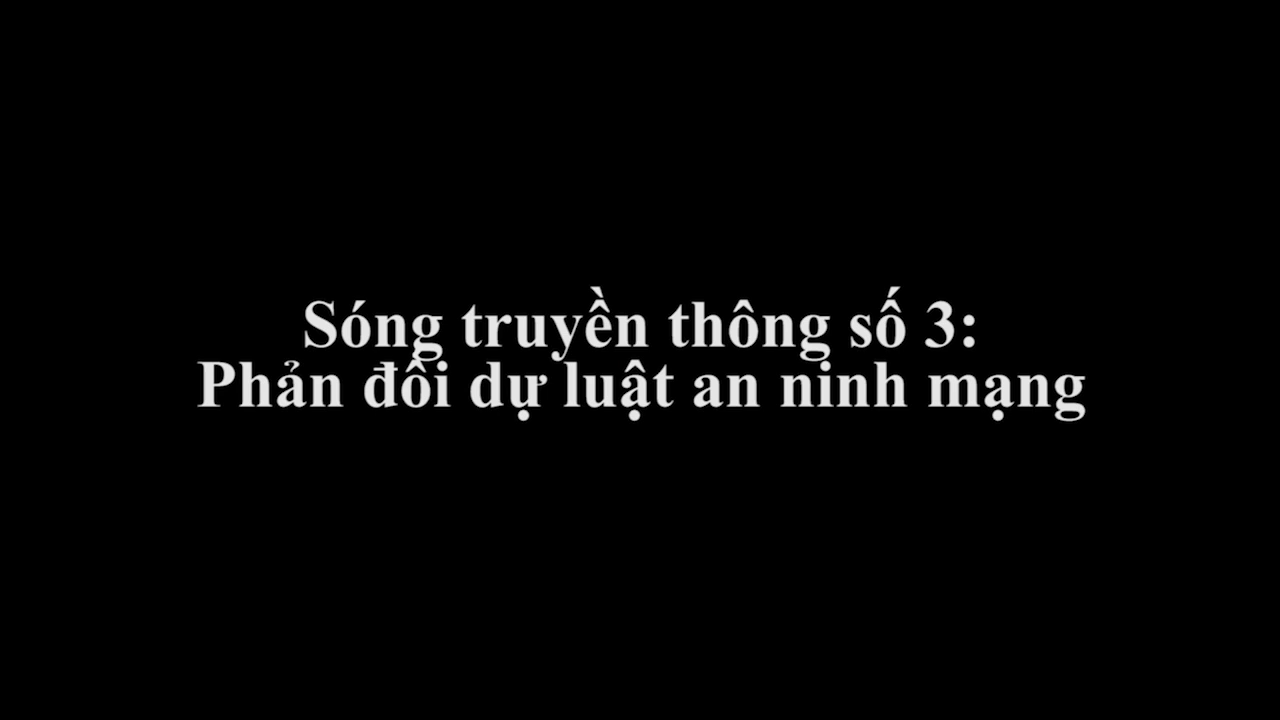 Sóng truyền thông số 3:
Phản đối dự luật an ninh mạng